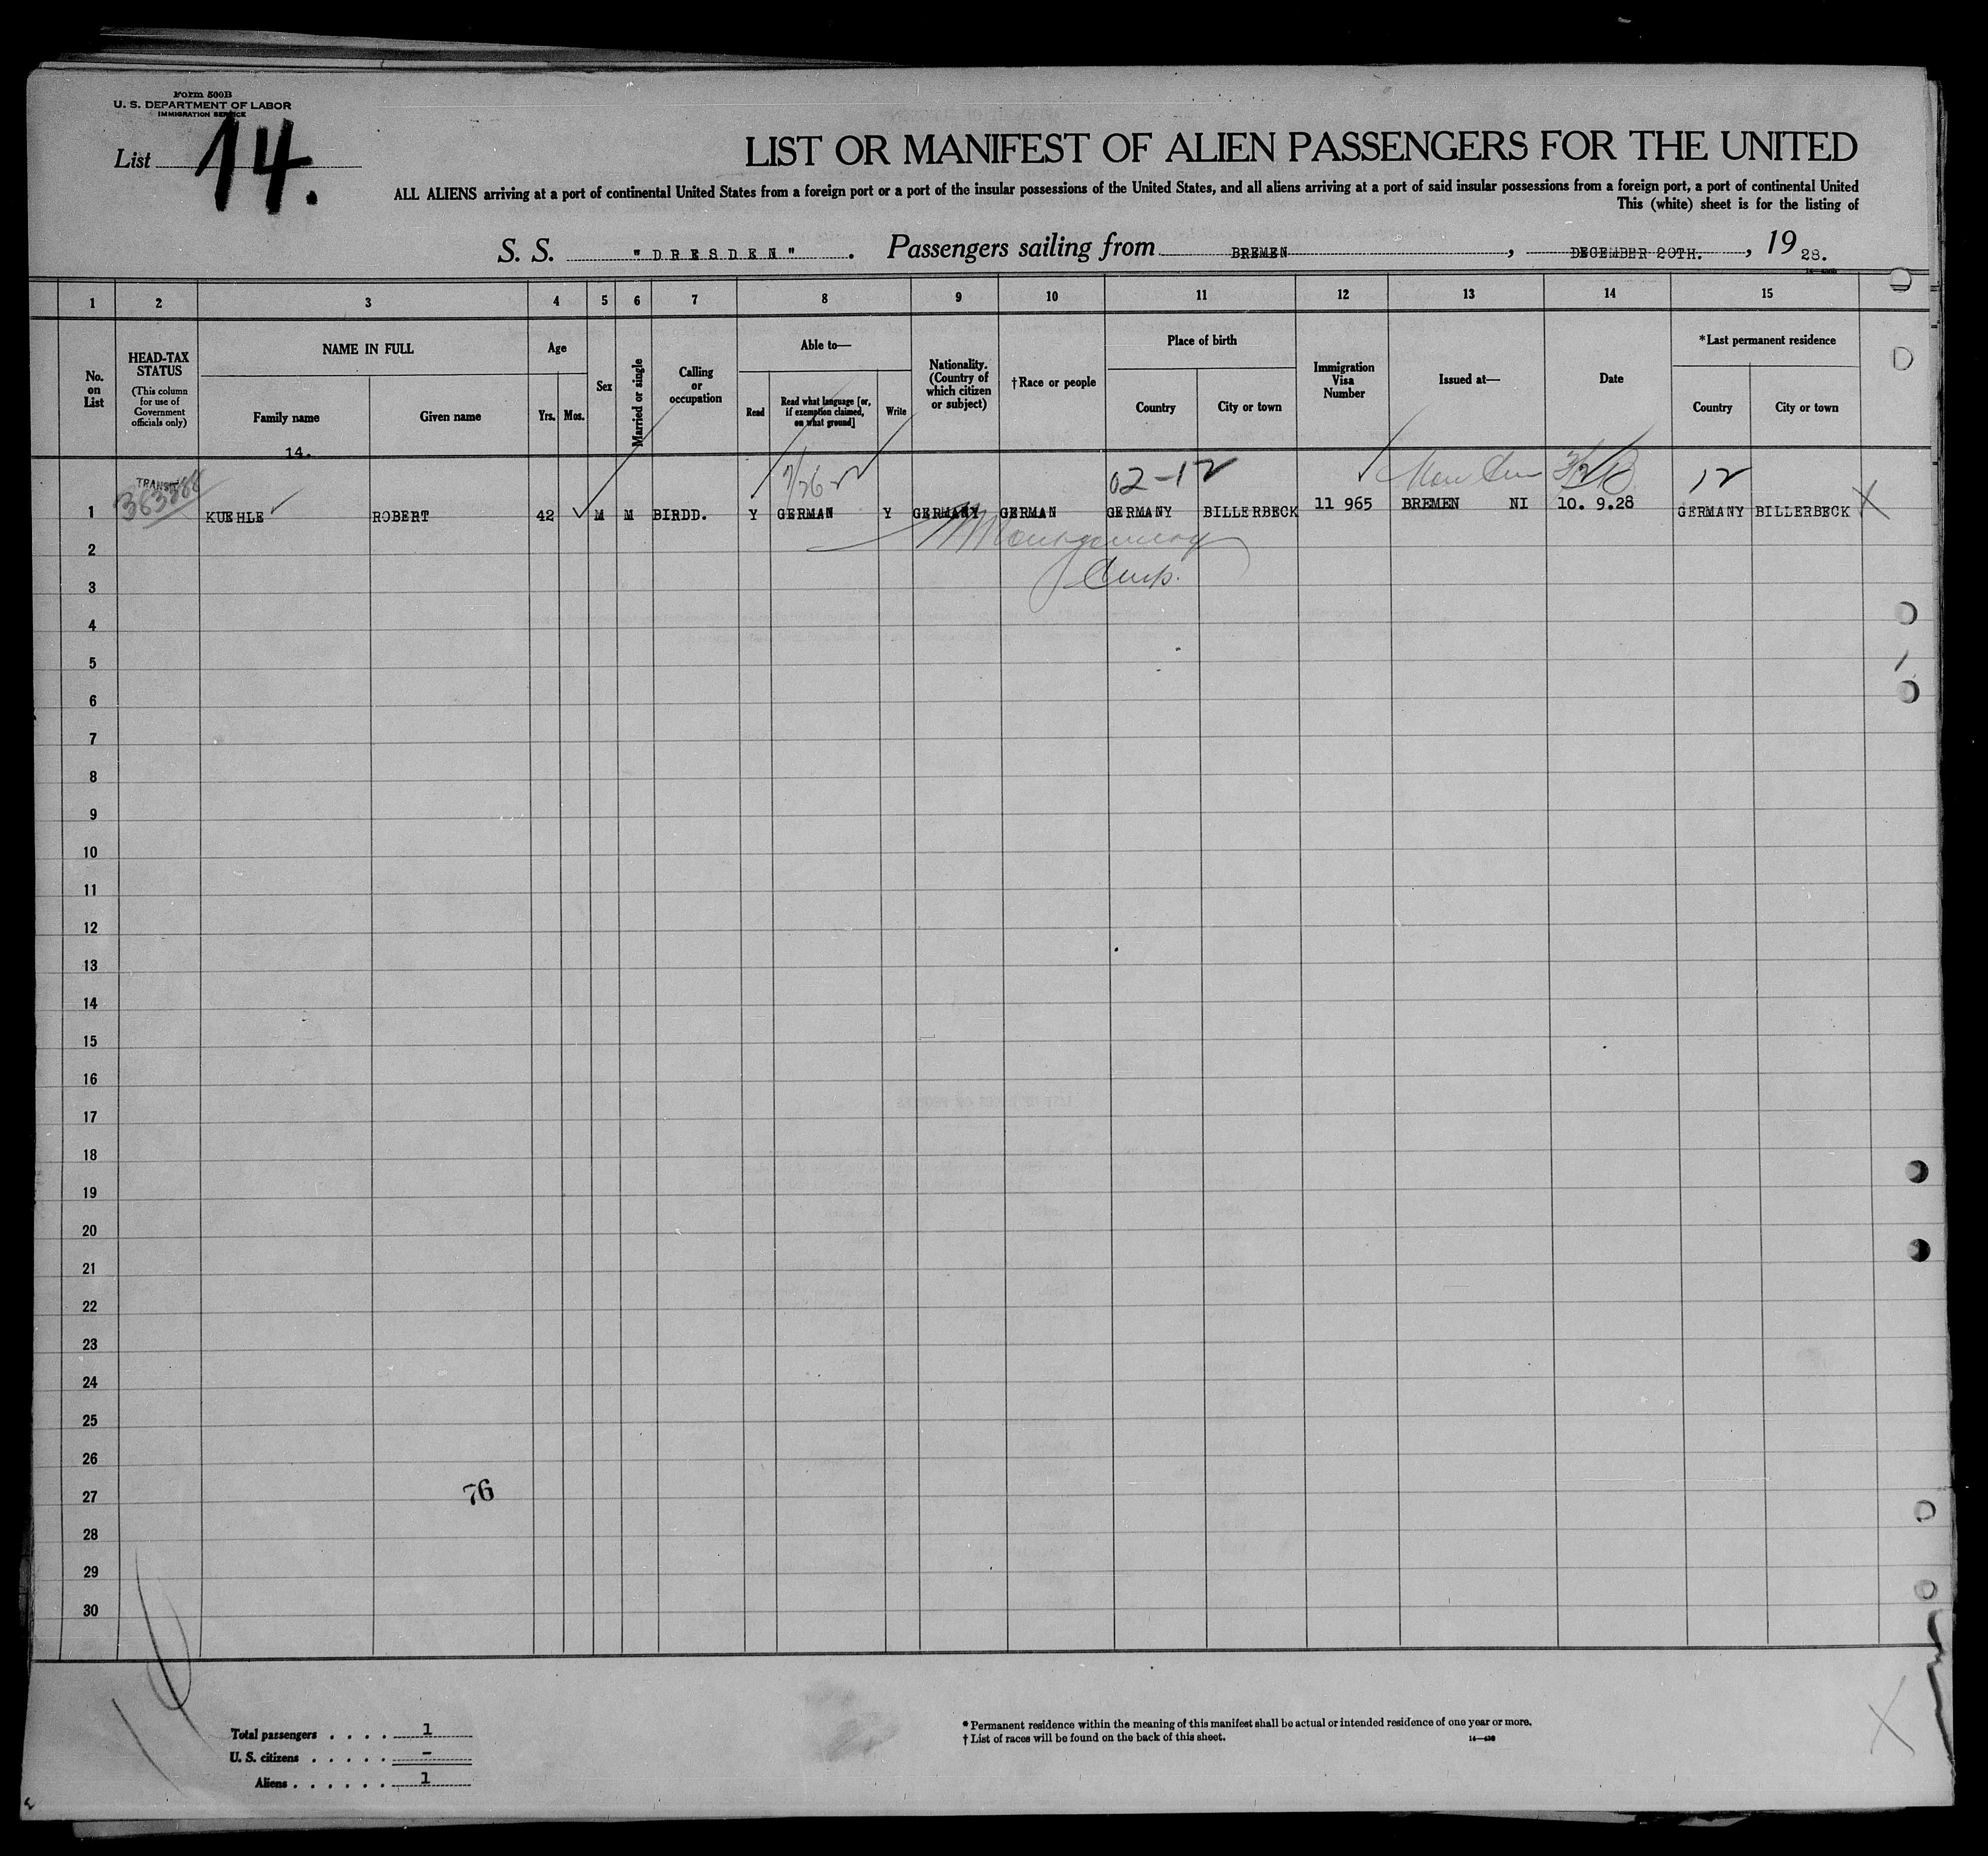 Form 500B
U. S. DEPARTMENT OF LABOR
IMMIGRATION SERVICE
List 14.
LIST OR MANIFEST OF ALIEN PASSENGERS FOR THE UNITED
ALL ALIENS arriving at a port of continental United States from a foreign port or a port of the insular possessions of the United States, and all aliens arriving at a port of said insular possessions from a foreign port, a port of continental United
This (white) sheet is for the listing of
S. S. "DRESDEN". Passengers sailing from BREMEN, DECEMBER 20TH., 1928.
1 2 3 4 5 6 7 8 9 10 11 12 13 14 15
No. on List
HEAD-TAX STATUS
(This column for use of Government officials only)
NAME IN FULL
Family name
Given name
Age
Yrs. Mos.
Sex
Married or single
Calling or occupation
Able to—
Read
Read what language [or, if exemption claimed, on what ground]
Write
Nationality. (Country of which citizen or subject)
†Race or people
Place of birth
Country
City or town
Immigration Visa Number
Issued at—
Date
*Last permanent residence
Country
City or town
14.
02-12
12
TRANSIT
1 KUEHLE ROBERT 42 M M BIRDD. Y GERMAN Y GERMANY GERMAN GERMANY BILLERBECK 11 965 BREMEN NI 10. 9.28 GERMANY BILLERBECK X
2
3
4
5
6
7
8
9
10
11
12
13
14
15
16
17
18
19
20
21
22
23
24
25
26
27
76
28
29
30
Total passengers . . . . 1
U. S. citizens . . . . . -
Aliens . . . . . . 1
* Permanent residence within the meaning of this manifest shall be actual or intended residence of one year or more.
† List of races will be found on the back of this sheet.
X